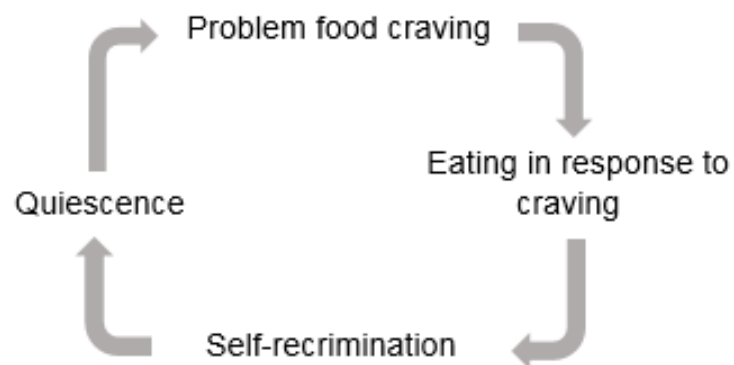 Problem food craving
Eating in response to
craving
Quiescence
Self-recrimination